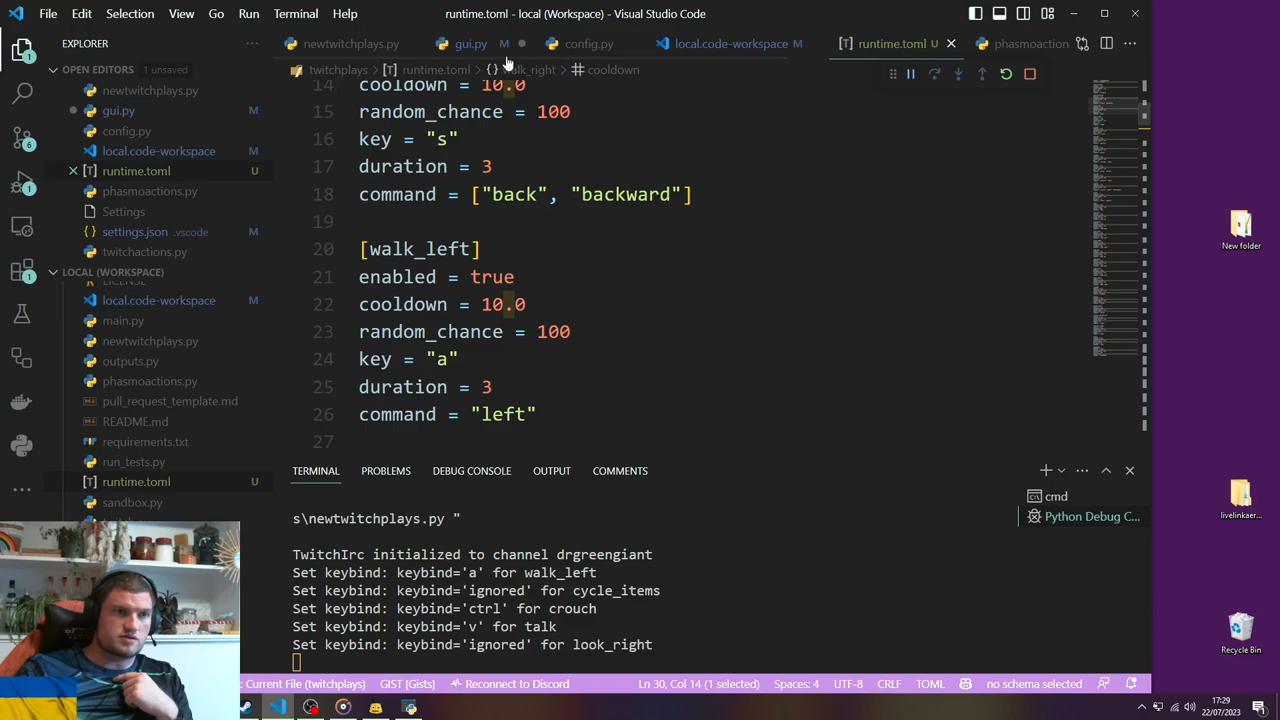 File Edit Selection View Go Run Terminal Help
runtime.toml - local (Workspace) - Visual Studio Code
EXPLORER
newtwitchplays.py
gui.py M
config.py
local.code-workspace M
runtime.toml U
phasmoaction
OPEN EDITORS 1 unsaved
newtwitchplays.py
gui.py M
config.py
local.code-workspace M
runtime.toml U
phasmoactions.py
Settings
settings.json .vscode M
twitchactions.py
LOCAL (WORKSPACE)
LICENSE
local.code-workspace M
main.py
newtwitchplays.py
outputs.py
phasmoactions.py
pull_request_template.md
README.md
requirements.txt
run_tests.py
runtime.toml U
sandbox.py
twitchplays > runtime.toml > {} walk_right > # cooldown
14 cooldown = 10.0
15 random_chance = 100
16 key = "s"
17 duration = 3
18 command = ["back", "backward"]
19
20 [walk_left]
21 enabled = true
22 cooldown = 10.0
23 random_chance = 100
24 key = "a"
25 duration = 3
26 command = "left"
27
TERMINAL PROBLEMS DEBUG CONSOLE OUTPUT COMMENTS
cmd
Python Debug C...
s\newtwitchplays.py "
TwitchIrc initialized to channel drgreengiant
Set keybind: keybind='a' for walk_left
Set keybind: keybind='ignored' for cycle_items
Set keybind: keybind='ctrl' for crouch
Set keybind: keybind='v' for talk
Set keybind: keybind='ignored' for look_right
: Current File (twitchplays) GIST [Gists] Reconnect to Discord Ln 30, Col 14 (1 selected) Spaces: 4 UTF-8 CRLF TOML no schema selected
New folder
livelinkaer...
Recycle Bin
17:29
22/07/2023
1
6
1
1